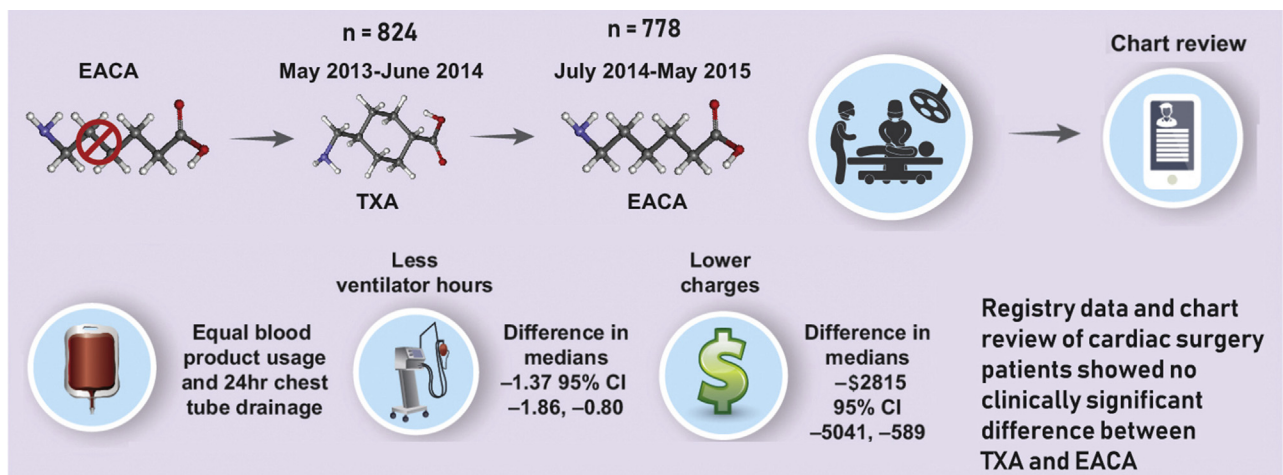 EACA
n = 824
May 2013-June 2014
TXA
n = 778
July 2014-May 2015
EACA
Chart review
Equal blood
product usage
and 24hr chest
tube drainage
Less
ventilator hours
Difference in
medians
–1.37 95% CI
–1.86, –0.80
Lower
charges
$
Difference in
medians
–$2815
95% CI
–5041, –589
Registry data and chart
review of cardiac surgery
patients showed no
clinically significant
difference between
TXA and EACA